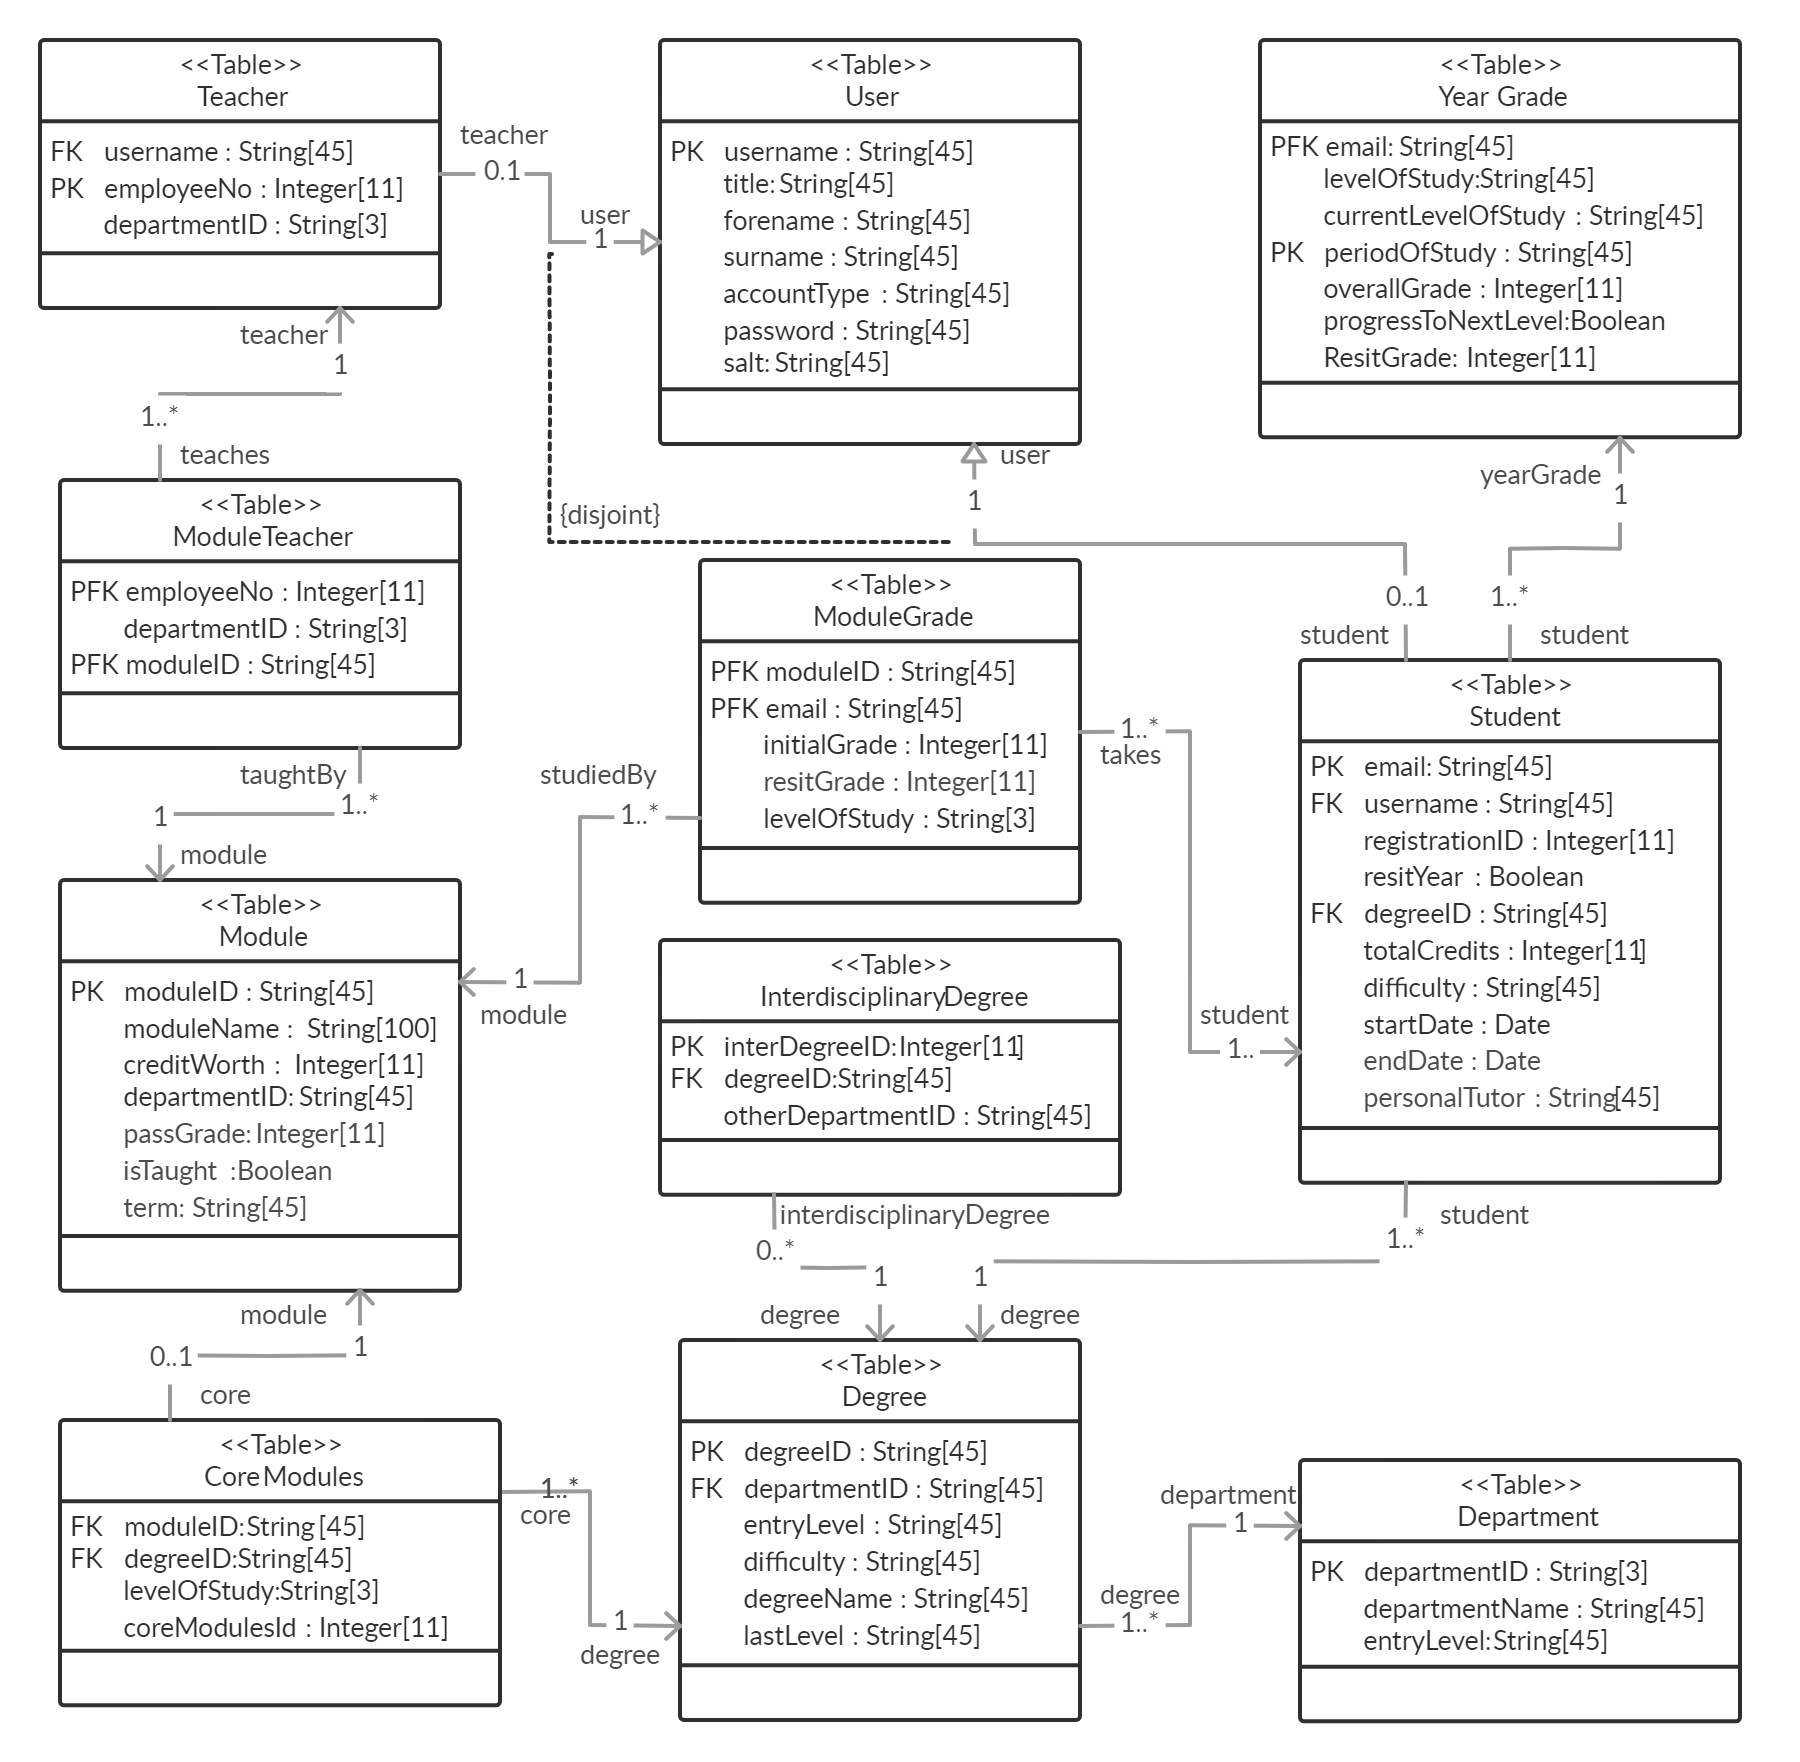 <<Table>>
Teacher
FK username : String[45]
PK employeeNo : Integer[11]
departmentID : String[3]
teacher
0.1
user
1
<<Table>>
User
PK username : String[45]
title: String[45]
forename : String[45]
surname : String[45]
accountType : String[45]
password : String[45]
salt: String[45]
<<Table>>
Year Grade
PFK email: String[45]
levelOfStudy:String[45]
currentLevelOfStudy : String[45]
PK periodOfStudy : String[45]
overallGrade : Integer[11]
progressToNextLevel:Boolean
ResitGrade: Integer[11]
teacher
1
1..*
teaches
user
1
{disjoint}
yearGrade
1
0..1
1..*
student
student
<<Table>>
ModuleTeacher
PFK employeeNo : Integer[11]
departmentID : String[3]
PFK moduleID : String[45]
<<Table>>
ModuleGrade
PFK moduleID : String[45]
PFK email : String[45]
initialGrade : Integer[11]
resitGrade : Integer[11]
levelOfStudy : String[3]
1..*
takes
student
1..
<<Table>>
Student
PK email: String[45]
FK username : String[45]
registrationID : Integer[11]
resitYear : Boolean
FK degreeID : String[45]
totalCredits : Integer[11]
difficulty : String[45]
startDate : Date
endDate : Date
personalTutor : String[45]
taughtBy
1..*
1
module
studiedBy
1..*
1
module
<<Table>>
Module
PK moduleID : String[45]
moduleName : String[100]
creditWorth : Integer[11]
departmentID: String[45]
passGrade: Integer[11]
isTaught :Boolean
term: String[45]
<<Table>>
InterdisciplinaryDegree
PK interDegreeID:Integer[11]
FK degreeID:String[45]
otherDepartmentID : String[45]
interdisciplinaryDegree
0..*
1
degree
student
1..*
1
degree
module
1
0..1
core
<<Table>>
CoreModules
FK moduleID:String[45]
FK degreeID:String[45]
levelOfStudy:String[3]
coreModulesId : Integer[11]
1..*
core
1
degree
<<Table>>
Degree
PK degreeID : String[45]
FK departmentID : String[45]
entryLevel : String[45]
difficulty : String[45]
degreeName : String[45]
lastLevel : String[45]
department
1
degree
1..*
<<Table>>
Department
PK departmentID : String[3]
departmentName : String[45]
entryLevel:String[45]